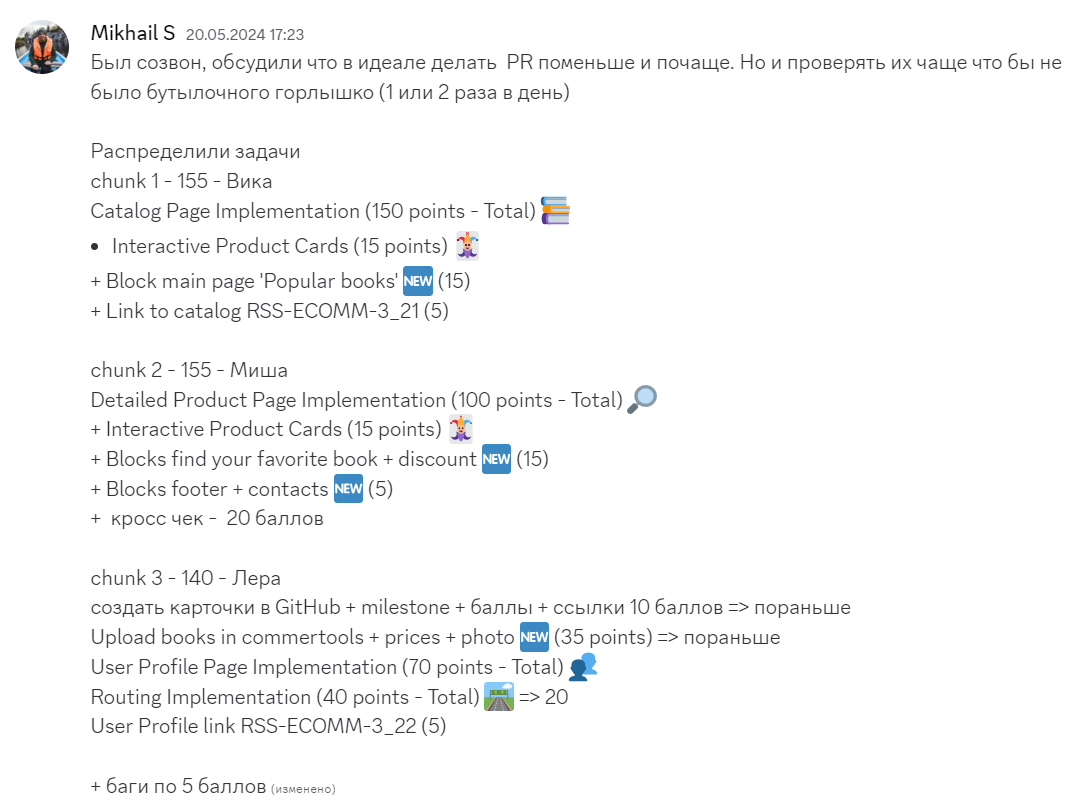 Mikhail S 20.05.2024 17:23
Был созвон, обсудили что в идеале делать PR поменьше и почаще. Но и проверять их чаще что бы не
было бутылочного горлышко (1 или 2 раза в день)
Распределили задачи
chunk 1 - 155 - Вика
Catalog Page Implementation (150 points - Total) 📚
• Interactive Product Cards (15 points) 🃏
+ Block main page 'Popular books' 🆕 (15)
+ Link to catalog RSS-ECOMM-3_21 (5)
chunk 2 - 155 - Миша
Detailed Product Page Implementation (100 points - Total) 🔎
+ Interactive Product Cards (15 points) 🃏
+ Blocks find your favorite book + discount 🆕 (15)
+ Blocks footer + contacts 🆕 (5)
+ кросс чек - 20 баллов
chunk 3 - 140 - Лера
создать карточки в GitHub + milestone + баллы + ссылки 10 баллов => пораньше
Upload books in commertools + prices + photo 🆕 (35 points) => пораньше
User Profile Page Implementation (70 points - Total) 👥
Routing Implementation (40 points - Total) 🛣️ => 20
User Profile link RSS-ECOMM-3_22 (5)
+ баги по 5 баллов (изменено)